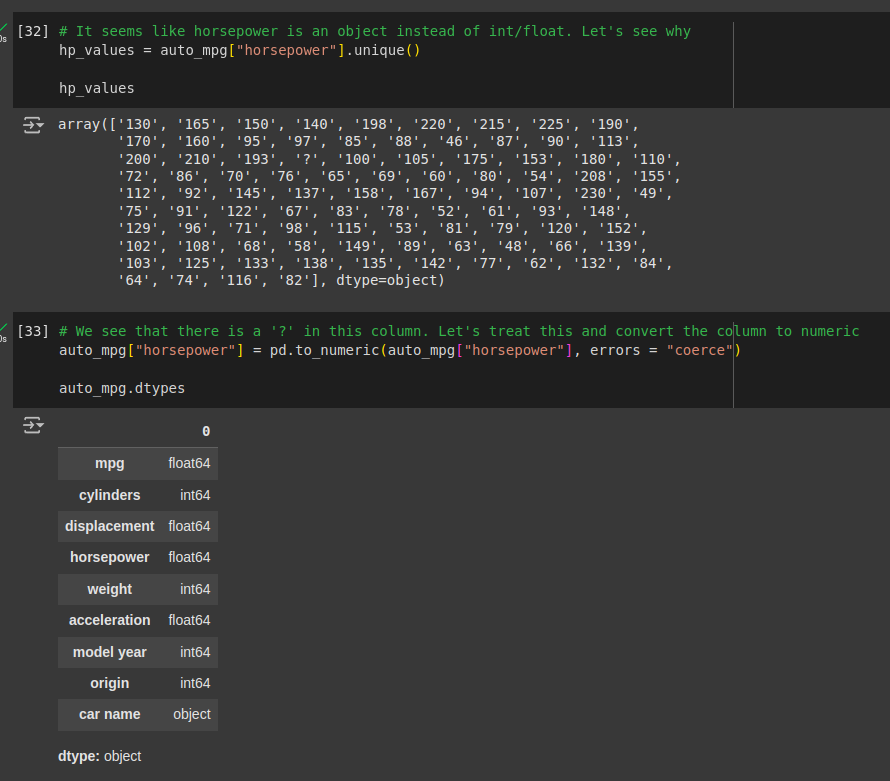 [32] # It seems like horsepower is an object instead of int/float. Let's see why
hp_values = auto_mpg["horsepower"].unique()
hp_values
0s
array(['130', '165', '150', '140', '198', '220', '215', '225', '190',
'170', '160', '95', '97', '85', '88', '46', '87', '90', '113',
'200', '210', '193', '?', '100', '105', '175', '153', '180', '110',
'72', '86', '70', '76', '65', '69', '60', '80', '54', '208', '155',
'112', '92', '145', '137', '158', '167', '94', '107', '230', '49',
'75', '91', '122', '67', '83', '78', '52', '61', '93', '148',
'129', '96', '71', '98', '115', '53', '81', '79', '120', '152',
'102', '108', '68', '58', '149', '89', '63', '48', '66', '139',
'103', '125', '133', '138', '135', '142', '77', '62', '132', '84',
'64', '74', '116', '82'], dtype=object)
[33] # We see that there is a '?' in this column. Let's treat this and convert the column to numeric
auto_mpg["horsepower"] = pd.to_numeric(auto_mpg["horsepower"], errors = "coerce")
auto_mpg.dtypes
0s
0
mpg float64
cylinders int64
displacement float64
horsepower float64
weight int64
acceleration float64
model year int64
origin int64
car name object
dtype: object